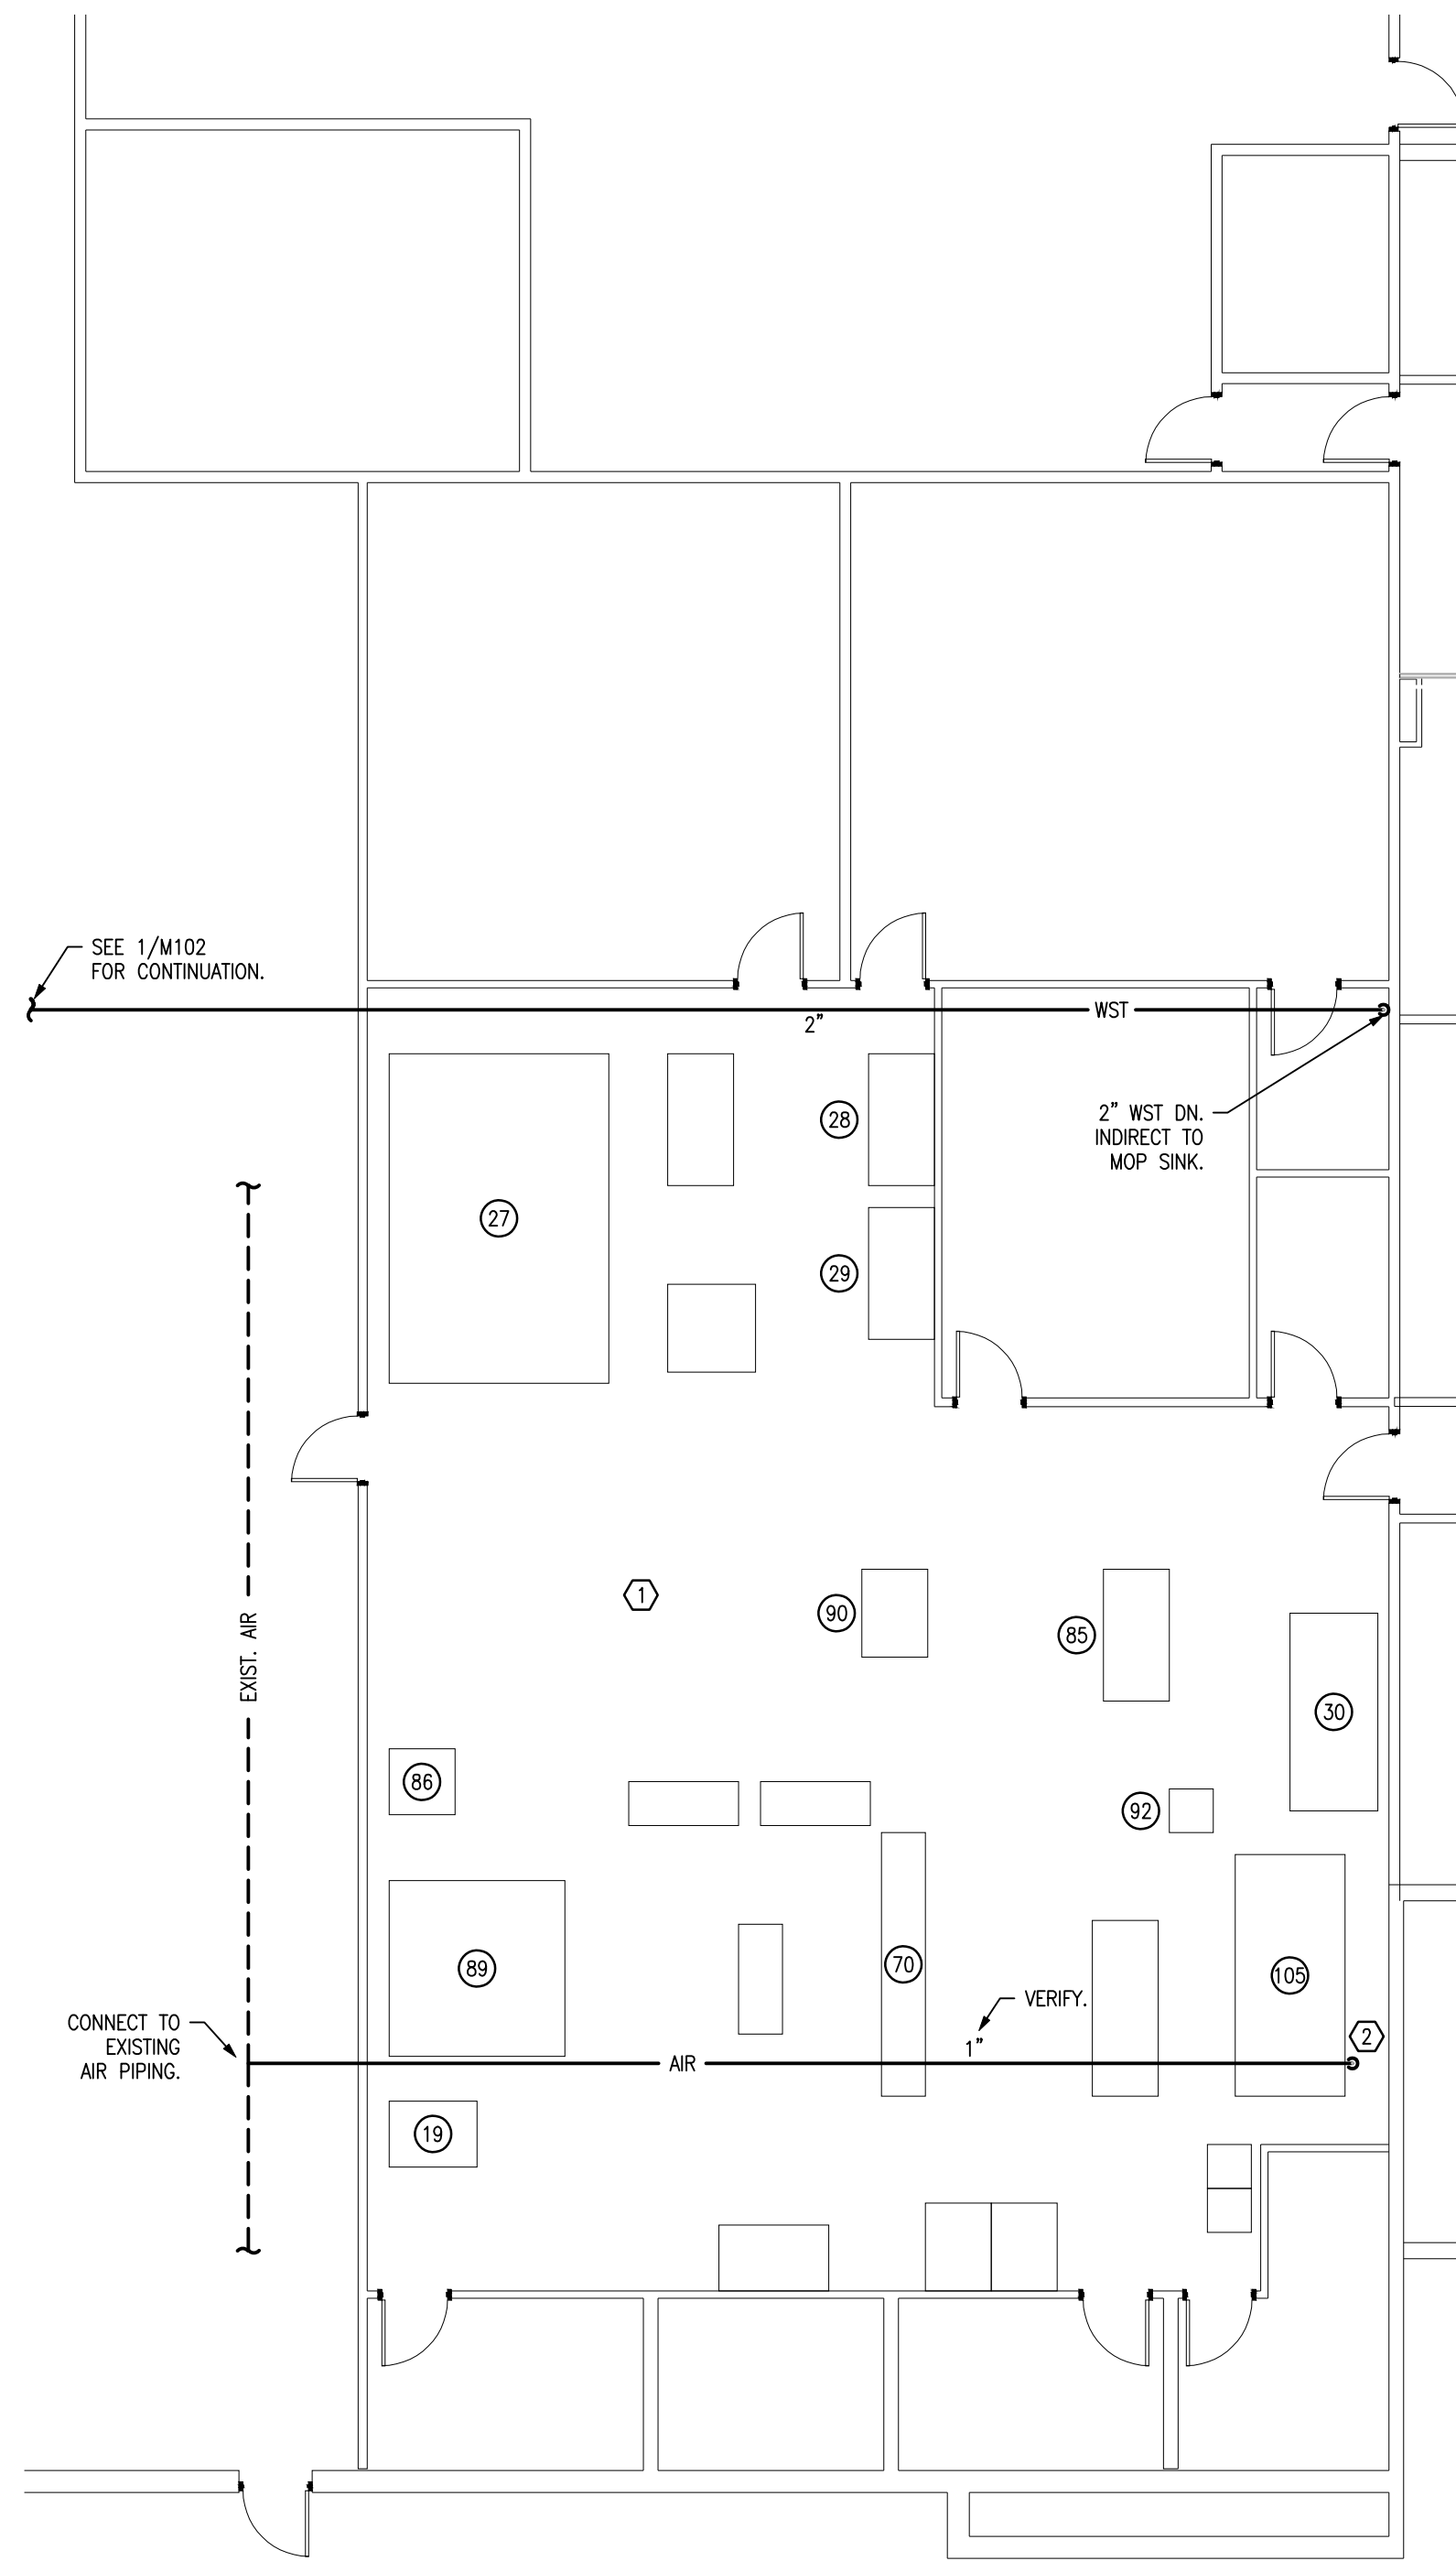 SEE 1/M102
FOR CONTINUATION.
WST
2"
2" WST DN.
INDIRECT TO
MOP SINK.
28
27
29
EXIST. AIR
1
90
85
30
86
92
89
70
105
VERIFY.
1"
2
CONNECT TO
EXISTING
AIR PIPING.
AIR
19